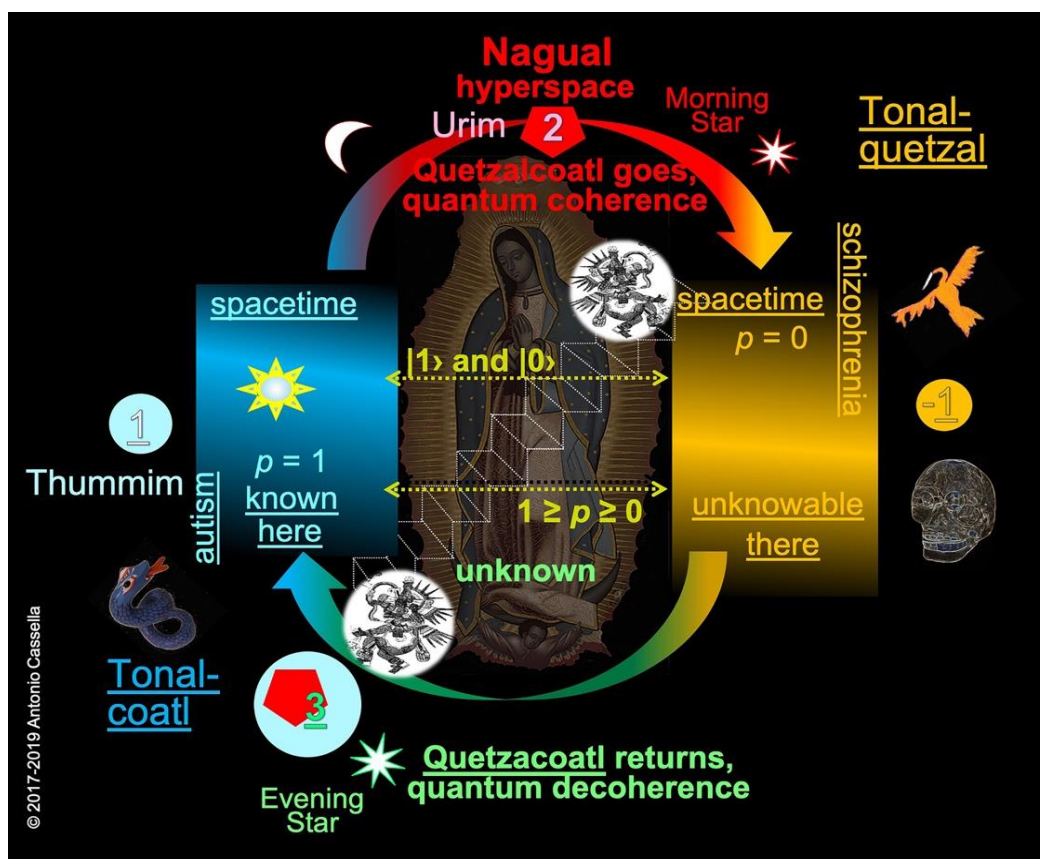 Nagual
hyperspace
Urim
2
Morning
Star
Quetzalcoatl goes,
quantum coherence
Tonal-
quetzal
schizophrenia
spacetime
spacetime
p = 0
|1⟩ and |0⟩
1
-1
Thummim
autism
p = 1
known
here
1 ≥ p ≥ 0
unknowable
there
unknown
Tonal-
coatl
3
Evening
Star
Quetzacoatl returns,
quantum decoherence
© 2017-2019 Antonio Cassella